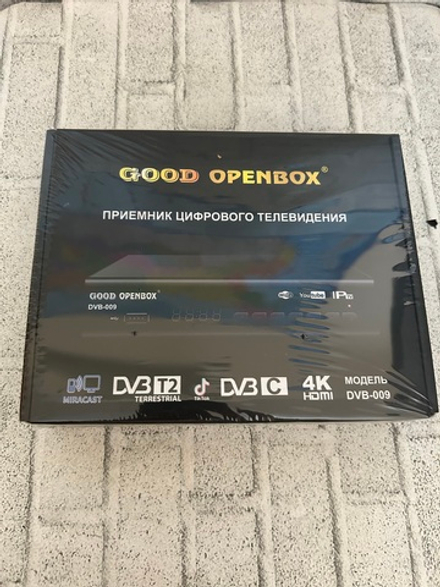 GOOD OPENBOX®
ПРИЕМНИК ЦИФРОВОГО ТЕЛЕВИДЕНИЯ
GOOD OPENBOX®
DVB-009
WiFi YouTube IPTV
MIRACAST
DVB T2
TERRESTRIAL
TikTok
DVB C
4K
HDMI
МОДЕЛЬ
DVB-009